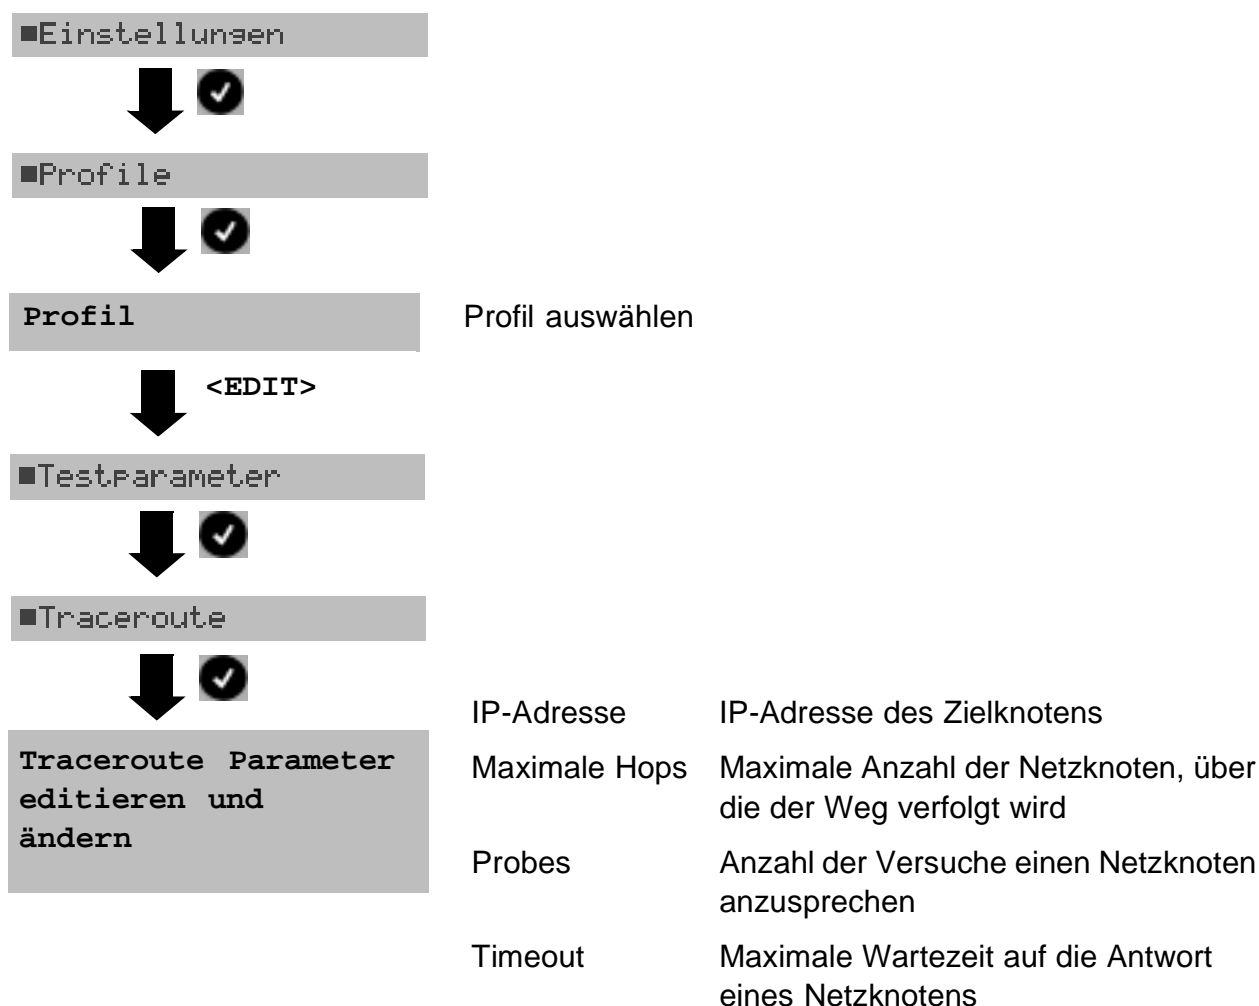 ■Einstellungen
■Profile
Profil
Profil auswählen
<EDIT>
■Testparameter
■Traceroute
Traceroute Parameter
editieren und
ändern
IP-Adresse IP-Adresse des Zielknotens
Maximale Hops Maximale Anzahl der Netzknoten, über
die der Weg verfolgt wird
Probes Anzahl der Versuche einen Netzknoten
anzusprechen
Timeout Maximale Wartezeit auf die Antwort
eines Netzknotens